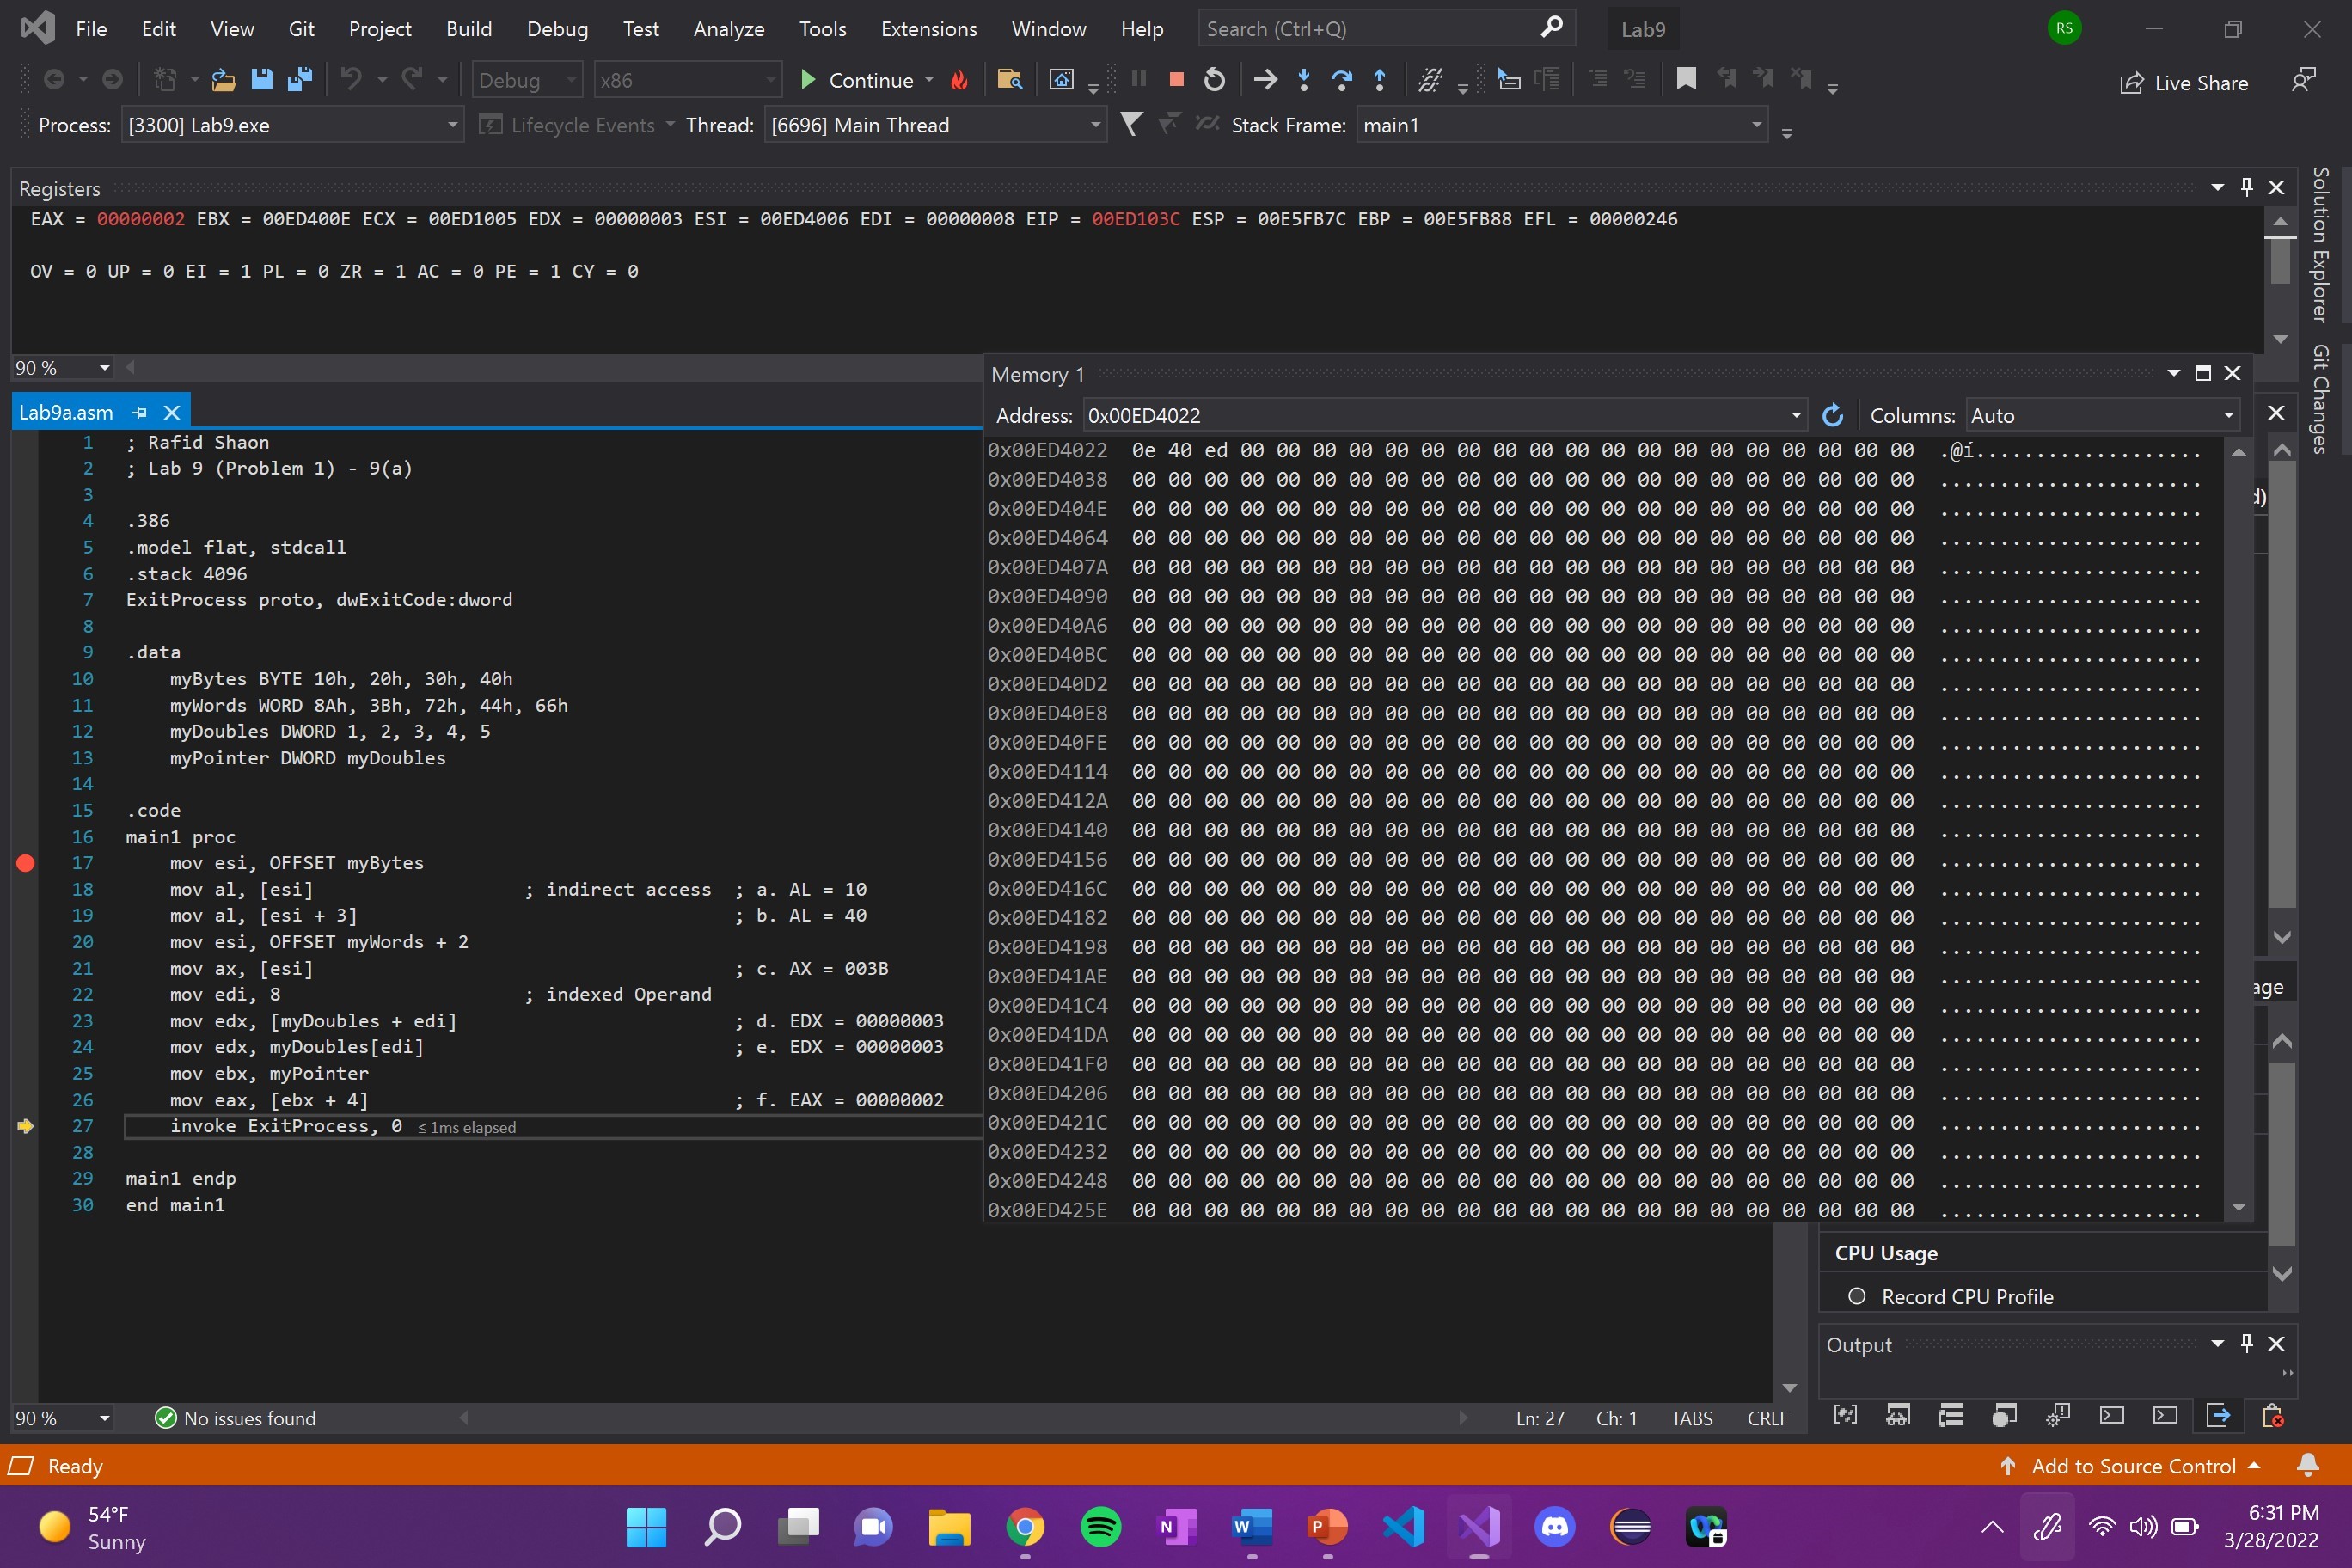 File Edit View Git Project Build Debug Test Analyze Tools Extensions Window Help Search (Ctrl+Q) Lab9 RS
Debug x86 Continue Live Share
Process: [3300] Lab9.exe Lifecycle Events Thread: [6696] Main Thread Stack Frame: main1
Registers
EAX = 00000002 EBX = 00ED400E ECX = 00ED1005 EDX = 00000003 ESI = 00ED4006 EDI = 00000008 EIP = 00ED103C ESP = 00E5FB7C EBP = 00E5FB88 EFL = 00000246
OV = 0 UP = 0 EI = 1 PL = 0 ZR = 1 AC = 0 PE = 1 CY = 0
90 %
Solution Explorer
Git Changes
Lab9a.asm
1 ; Rafid Shaon
2 ; Lab 9 (Problem 1) - 9(a)
3
4 .386
5 .model flat, stdcall
6 .stack 4096
7 ExitProcess proto, dwExitCode:dword
8
9 .data
10 myBytes BYTE 10h, 20h, 30h, 40h
11 myWords WORD 8Ah, 3Bh, 72h, 44h, 66h
12 myDoubles DWORD 1, 2, 3, 4, 5
13 myPointer DWORD myDoubles
14
15 .code
16 main1 proc
17 mov esi, OFFSET myBytes
18 mov al, [esi] ; indirect access ; a. AL = 10
19 mov al, [esi + 3] ; b. AL = 40
20 mov esi, OFFSET myWords + 2
21 mov ax, [esi] ; c. AX = 003B
22 mov edi, 8 ; indexed Operand
23 mov edx, [myDoubles + edi] ; d. EDX = 00000003
24 mov edx, myDoubles[edi] ; e. EDX = 00000003
25 mov ebx, myPointer
26 mov eax, [ebx + 4] ; f. EAX = 00000002
27 invoke ExitProcess, 0 ≤ 1ms elapsed
28
29 main1 endp
30 end main1
Memory 1
Address: 0x00ED4022 Columns: Auto
0x00ED4022 0e 40 ed 00 00 00 00 00 00 00 00 00 00 00 00 00 00 00 00 00 00 00 .@í...................
0x00ED4038 00 00 00 00 00 00 00 00 00 00 00 00 00 00 00 00 00 00 00 00 00 00 ......................
0x00ED404E 00 00 00 00 00 00 00 00 00 00 00 00 00 00 00 00 00 00 00 00 00 00 ......................
0x00ED4064 00 00 00 00 00 00 00 00 00 00 00 00 00 00 00 00 00 00 00 00 00 00 ......................
0x00ED407A 00 00 00 00 00 00 00 00 00 00 00 00 00 00 00 00 00 00 00 00 00 00 ......................
0x00ED4090 00 00 00 00 00 00 00 00 00 00 00 00 00 00 00 00 00 00 00 00 00 00 ......................
0x00ED40A6 00 00 00 00 00 00 00 00 00 00 00 00 00 00 00 00 00 00 00 00 00 00 ......................
0x00ED40BC 00 00 00 00 00 00 00 00 00 00 00 00 00 00 00 00 00 00 00 00 00 00 ......................
0x00ED40D2 00 00 00 00 00 00 00 00 00 00 00 00 00 00 00 00 00 00 00 00 00 00 ......................
0x00ED40E8 00 00 00 00 00 00 00 00 00 00 00 00 00 00 00 00 00 00 00 00 00 00 ......................
0x00ED40FE 00 00 00 00 00 00 00 00 00 00 00 00 00 00 00 00 00 00 00 00 00 00 ......................
0x00ED4114 00 00 00 00 00 00 00 00 00 00 00 00 00 00 00 00 00 00 00 00 00 00 ......................
0x00ED412A 00 00 00 00 00 00 00 00 00 00 00 00 00 00 00 00 00 00 00 00 00 00 ......................
0x00ED4140 00 00 00 00 00 00 00 00 00 00 00 00 00 00 00 00 00 00 00 00 00 00 ......................
0x00ED4156 00 00 00 00 00 00 00 00 00 00 00 00 00 00 00 00 00 00 00 00 00 00 ......................
0x00ED416C 00 00 00 00 00 00 00 00 00 00 00 00 00 00 00 00 00 00 00 00 00 00 ......................
0x00ED4182 00 00 00 00 00 00 00 00 00 00 00 00 00 00 00 00 00 00 00 00 00 00 ......................
0x00ED4198 00 00 00 00 00 00 00 00 00 00 00 00 00 00 00 00 00 00 00 00 00 00 ......................
0x00ED41AE 00 00 00 00 00 00 00 00 00 00 00 00 00 00 00 00 00 00 00 00 00 00 ......................
0x00ED41C4 00 00 00 00 00 00 00 00 00 00 00 00 00 00 00 00 00 00 00 00 00 00 ......................
0x00ED41DA 00 00 00 00 00 00 00 00 00 00 00 00 00 00 00 00 00 00 00 00 00 00 ......................
0x00ED41F0 00 00 00 00 00 00 00 00 00 00 00 00 00 00 00 00 00 00 00 00 00 00 ......................
0x00ED4206 00 00 00 00 00 00 00 00 00 00 00 00 00 00 00 00 00 00 00 00 00 00 ......................
0x00ED421C 00 00 00 00 00 00 00 00 00 00 00 00 00 00 00 00 00 00 00 00 00 00 ......................
0x00ED4232 00 00 00 00 00 00 00 00 00 00 00 00 00 00 00 00 00 00 00 00 00 00 ......................
0x00ED4248 00 00 00 00 00 00 00 00 00 00 00 00 00 00 00 00 00 00 00 00 00 00 ......................
0x00ED425E 00 00 00 00 00 00 00 00 00 00 00 00 00 00 00 00 00 00 00 00 00 00 ......................
d)
age
CPU Usage
Record CPU Profile
Output
90 % No issues found Ln: 27 Ch: 1 TABS CRLF
Ready Add to Source Control
54°F
Sunny
N W P
6:31 PM
3/28/2022